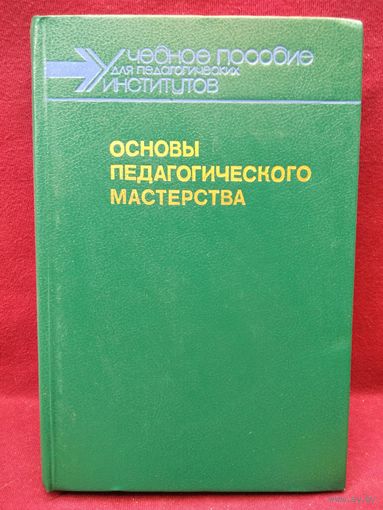 Учебное пособие
для педагогических
институтов
ОСНОВЫ
ПЕДАГОГИЧЕСКОГО
МАСТЕРСТВА